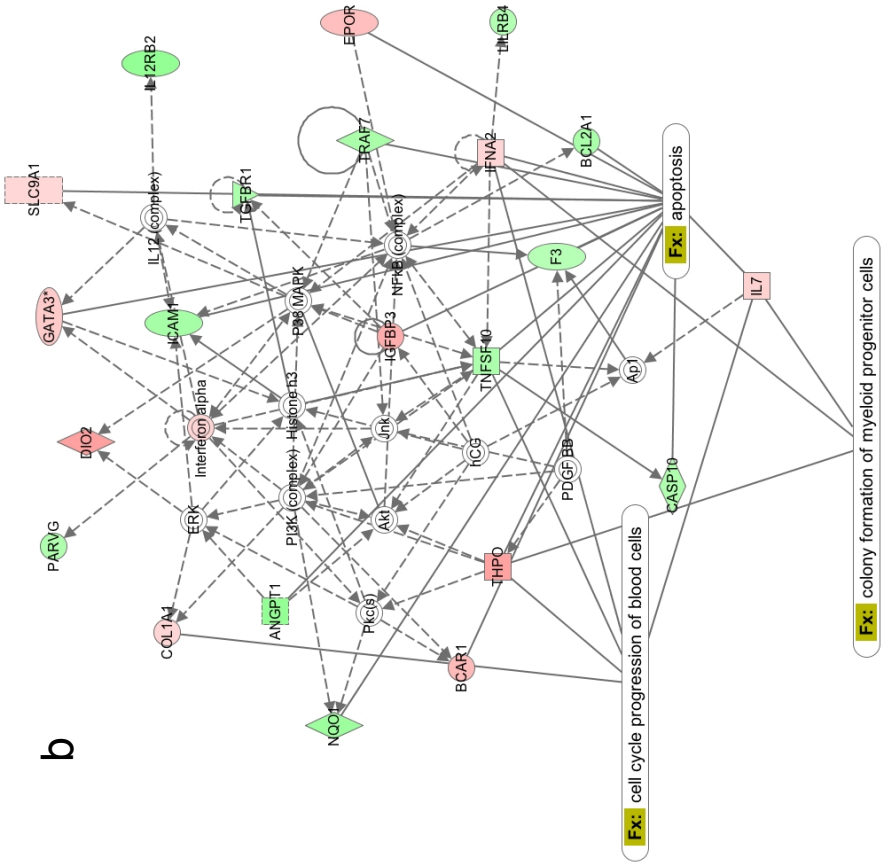 b
PARVG
DIO2
GATA3*
SLC9A1
IL12RB2
EPOR
LILRB4
COL1A1
ERK
Interferon alpha
ICAM1
IL12 (complex)
TGFBR1
TRAF7
ANGPT1
PI3K (complex)
Histone h3
P38 MAPK
NFkB (complex)
IFNA2
BCL2A1
NQO1
Pkc(s)
Akt
Jnk
IGFBP3
BCAR1
THPO
hCG
TNFSF10
F3
PDGF BB
Ap1
CASP10
IL7
Fx: apoptosis
Fx: cell cycle progression of blood cells
Fx: colony formation of myeloid progenitor cells